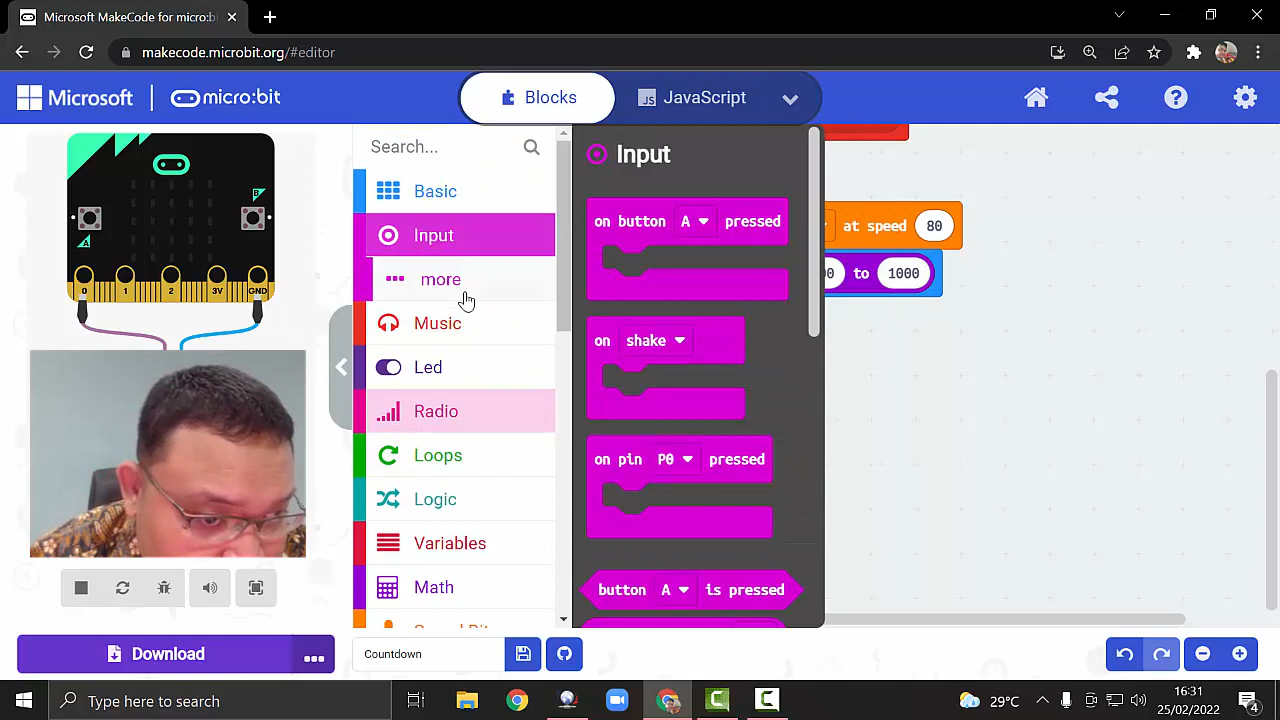 Microsoft MakeCode for micro:bi
makecode.microbit.org/#editor
Microsoft
micro:bit
Blocks
JS
JavaScript
Search...
Basic
Input
more
Music
Led
Radio
Loops
Logic
Variables
Math
Input
on button A pressed
on shake
on pin P0 pressed
button A is pressed
at speed 80
to 1000
A
B
0 1 2 3V GND
Download
Countdown
Type here to search
29°C
16:31
25/02/2022
4